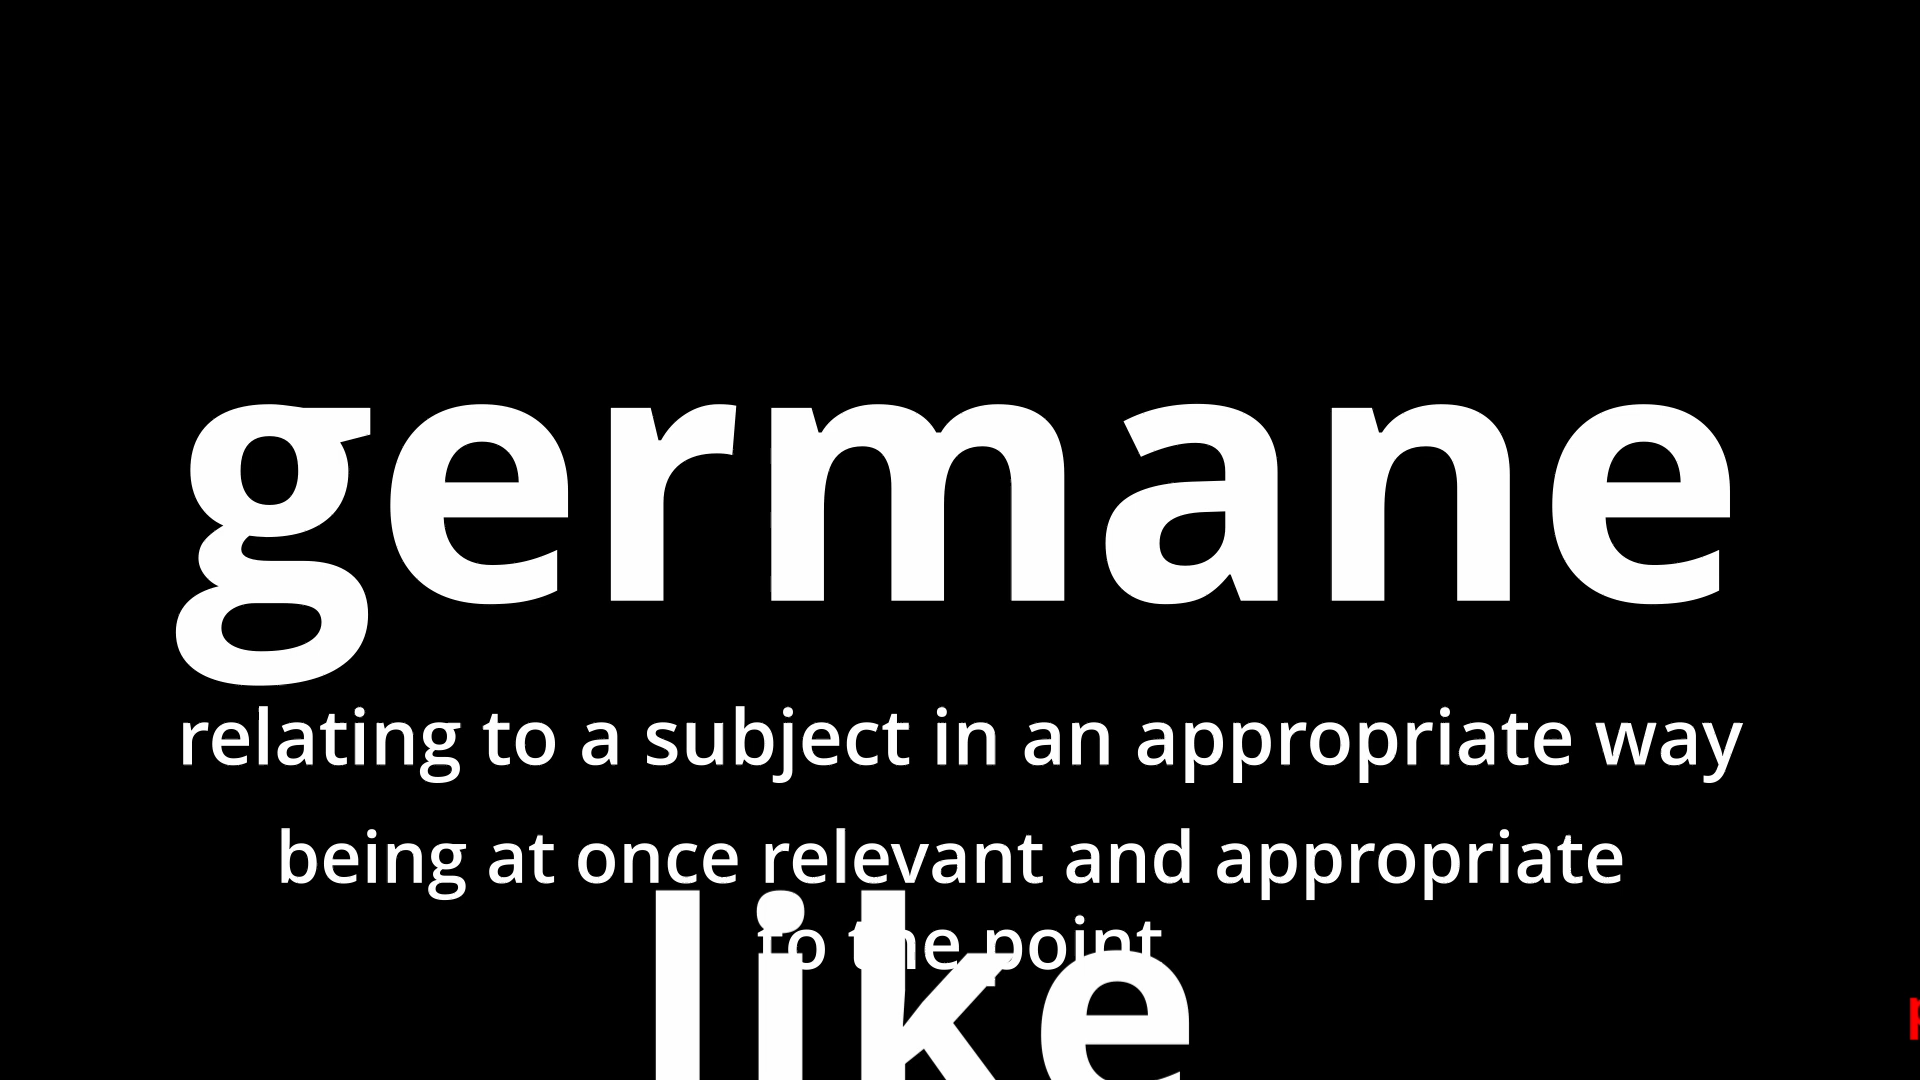 germane
relating to a subject in an appropriate way
being at once relevant and appropriate
to the point
like